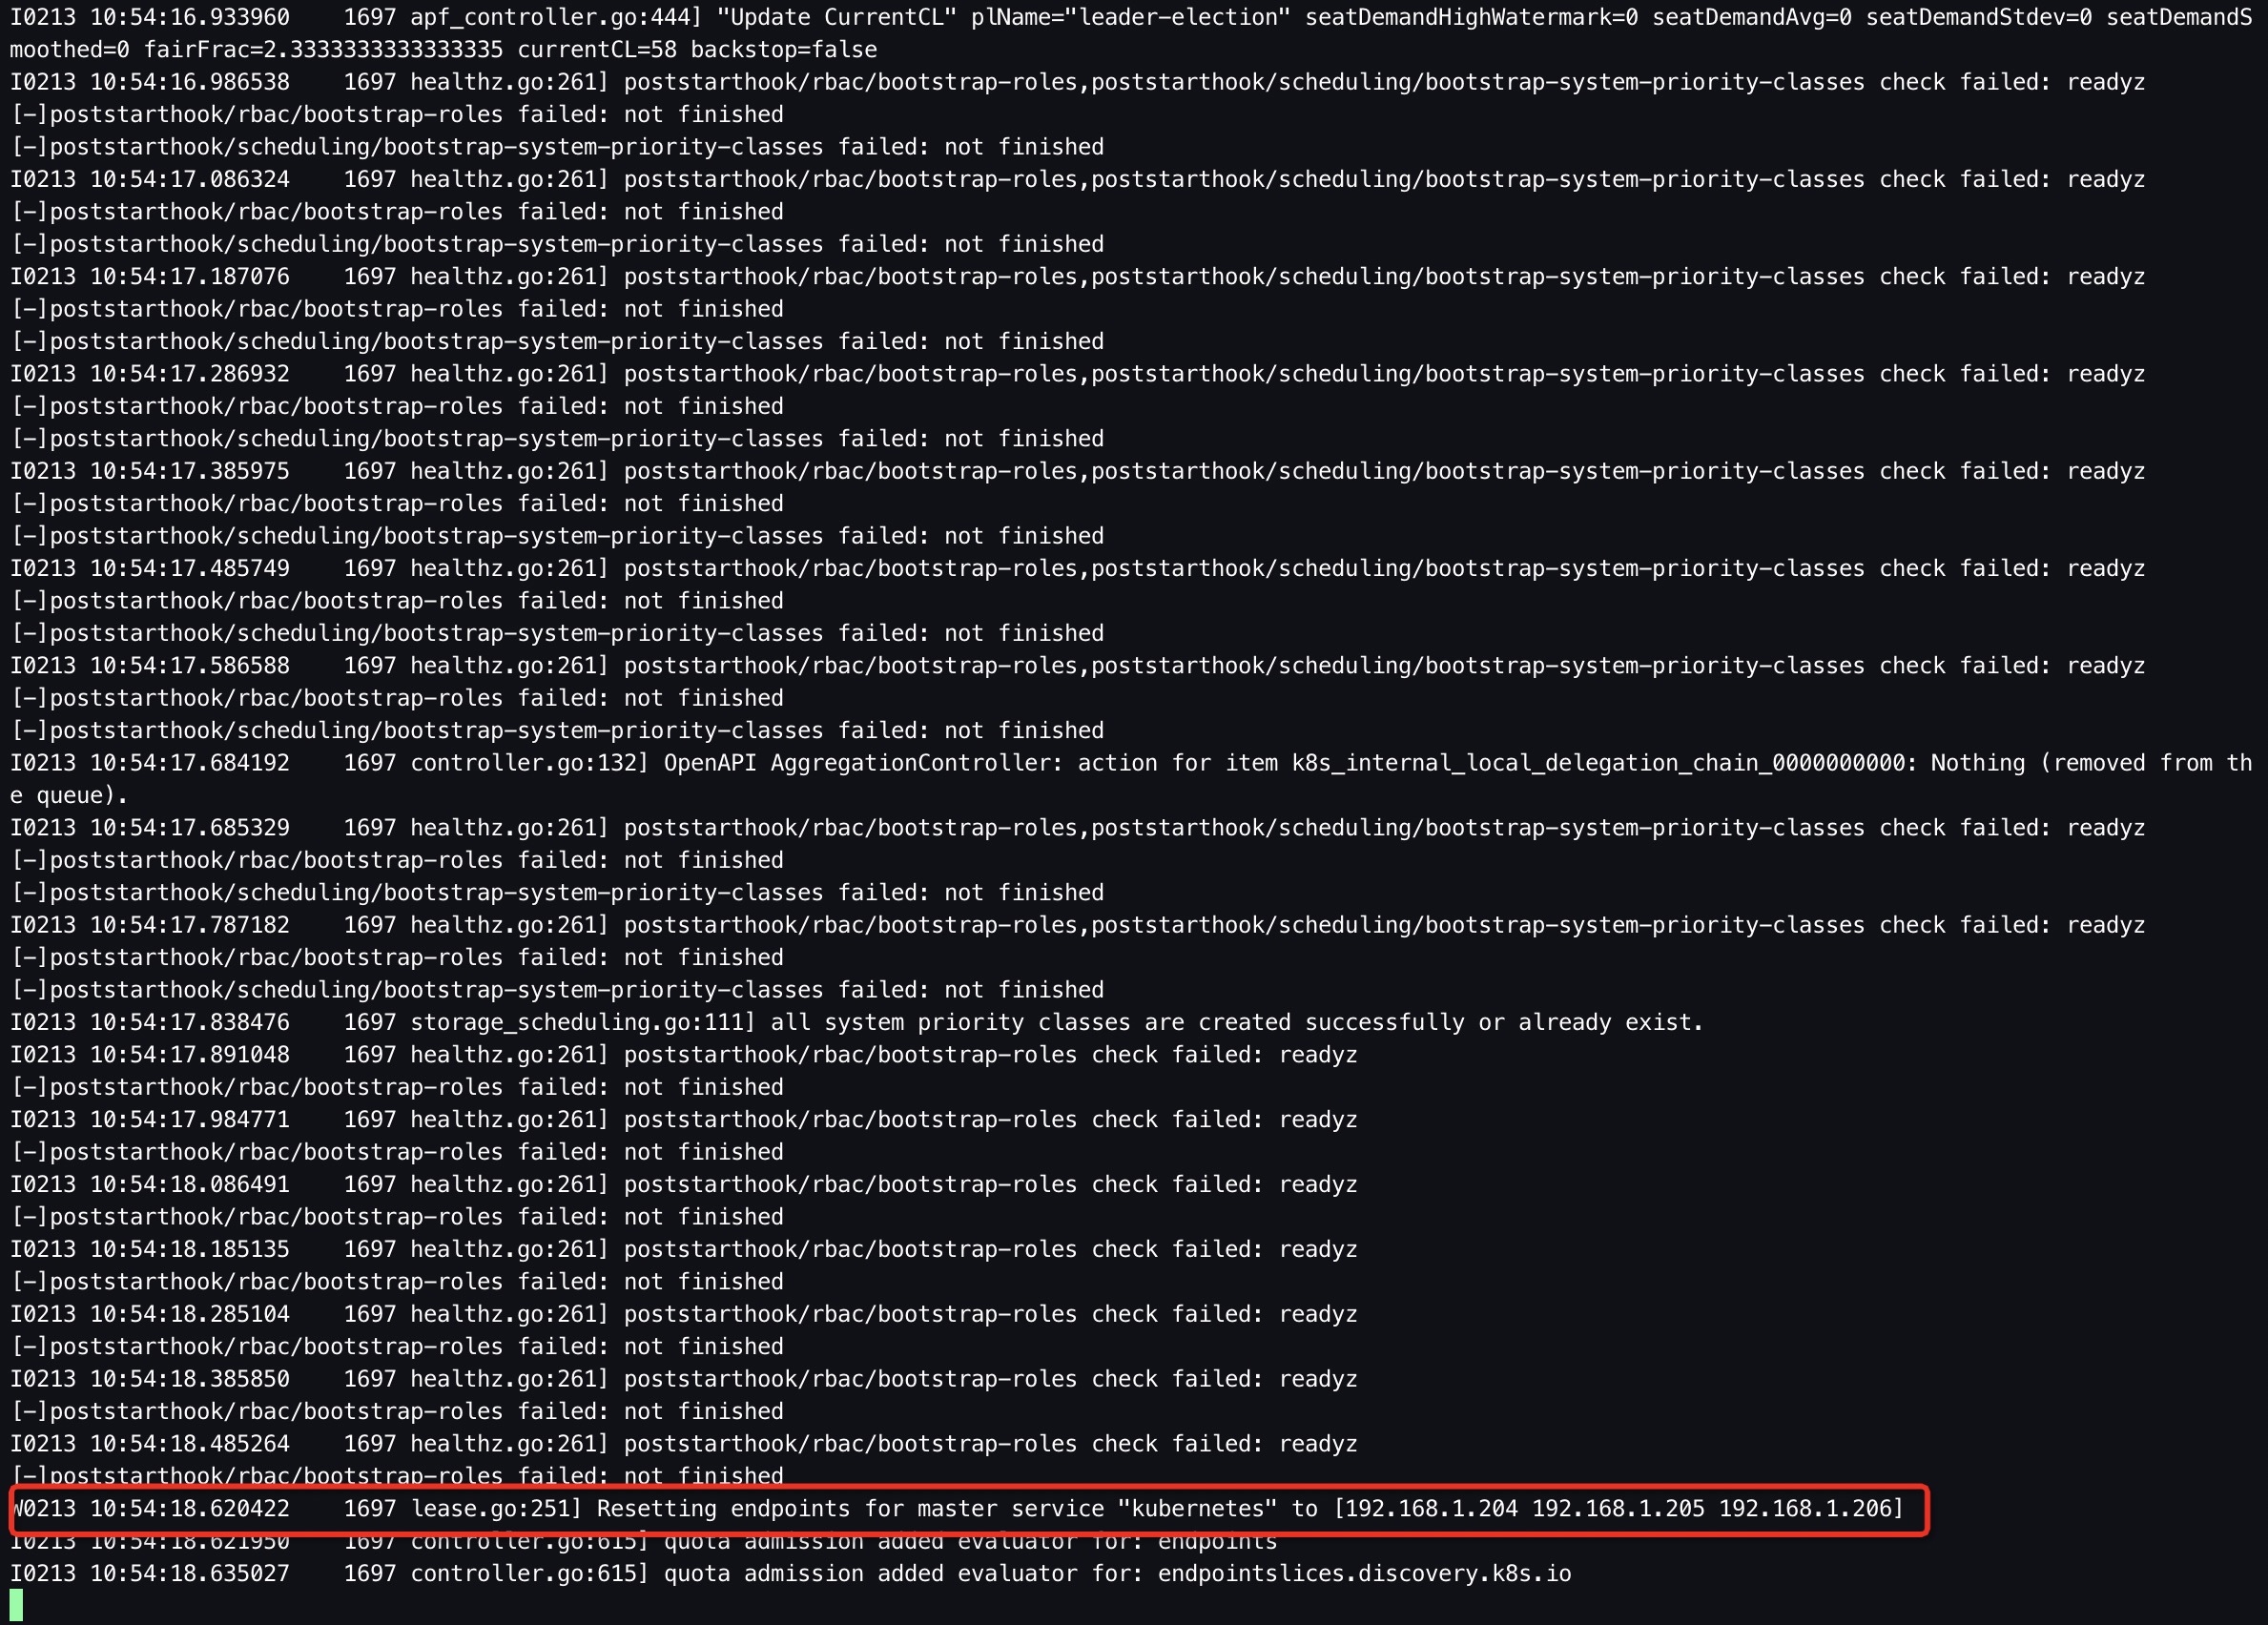 I0213 10:54:16.933960    1697 apf_controller.go:444] "Update CurrentCL" plName="leader-election" seatDemandHighWatermark=0 seatDemandAvg=0 seatDemandStdev=0 seatDemandS
moothed=0 fairFrac=2.3333333333333335 currentCL=58 backstop=false
I0213 10:54:16.986538    1697 healthz.go:261] poststarthook/rbac/bootstrap-roles,poststarthook/scheduling/bootstrap-system-priority-classes check failed: readyz
[-]poststarthook/rbac/bootstrap-roles failed: not finished
[-]poststarthook/scheduling/bootstrap-system-priority-classes failed: not finished
I0213 10:54:17.086324    1697 healthz.go:261] poststarthook/rbac/bootstrap-roles,poststarthook/scheduling/bootstrap-system-priority-classes check failed: readyz
[-]poststarthook/rbac/bootstrap-roles failed: not finished
[-]poststarthook/scheduling/bootstrap-system-priority-classes failed: not finished
I0213 10:54:17.187076    1697 healthz.go:261] poststarthook/rbac/bootstrap-roles,poststarthook/scheduling/bootstrap-system-priority-classes check failed: readyz
[-]poststarthook/rbac/bootstrap-roles failed: not finished
[-]poststarthook/scheduling/bootstrap-system-priority-classes failed: not finished
I0213 10:54:17.286932    1697 healthz.go:261] poststarthook/rbac/bootstrap-roles,poststarthook/scheduling/bootstrap-system-priority-classes check failed: readyz
[-]poststarthook/rbac/bootstrap-roles failed: not finished
[-]poststarthook/scheduling/bootstrap-system-priority-classes failed: not finished
I0213 10:54:17.385975    1697 healthz.go:261] poststarthook/rbac/bootstrap-roles,poststarthook/scheduling/bootstrap-system-priority-classes check failed: readyz
[-]poststarthook/rbac/bootstrap-roles failed: not finished
[-]poststarthook/scheduling/bootstrap-system-priority-classes failed: not finished
I0213 10:54:17.485749    1697 healthz.go:261] poststarthook/rbac/bootstrap-roles,poststarthook/scheduling/bootstrap-system-priority-classes check failed: readyz
[-]poststarthook/rbac/bootstrap-roles failed: not finished
[-]poststarthook/scheduling/bootstrap-system-priority-classes failed: not finished
I0213 10:54:17.586588    1697 healthz.go:261] poststarthook/rbac/bootstrap-roles,poststarthook/scheduling/bootstrap-system-priority-classes check failed: readyz
[-]poststarthook/rbac/bootstrap-roles failed: not finished
[-]poststarthook/scheduling/bootstrap-system-priority-classes failed: not finished
I0213 10:54:17.684192    1697 controller.go:132] OpenAPI AggregationController: action for item k8s_internal_local_delegation_chain_0000000000: Nothing (removed from th
e queue).
I0213 10:54:17.685329    1697 healthz.go:261] poststarthook/rbac/bootstrap-roles,poststarthook/scheduling/bootstrap-system-priority-classes check failed: readyz
[-]poststarthook/rbac/bootstrap-roles failed: not finished
[-]poststarthook/scheduling/bootstrap-system-priority-classes failed: not finished
I0213 10:54:17.787182    1697 healthz.go:261] poststarthook/rbac/bootstrap-roles,poststarthook/scheduling/bootstrap-system-priority-classes check failed: readyz
[-]poststarthook/rbac/bootstrap-roles failed: not finished
[-]poststarthook/scheduling/bootstrap-system-priority-classes failed: not finished
I0213 10:54:17.838476    1697 storage_scheduling.go:111] all system priority classes are created successfully or already exist.
I0213 10:54:17.891048    1697 healthz.go:261] poststarthook/rbac/bootstrap-roles check failed: readyz
[-]poststarthook/rbac/bootstrap-roles failed: not finished
I0213 10:54:17.984771    1697 healthz.go:261] poststarthook/rbac/bootstrap-roles check failed: readyz
[-]poststarthook/rbac/bootstrap-roles failed: not finished
I0213 10:54:18.086491    1697 healthz.go:261] poststarthook/rbac/bootstrap-roles check failed: readyz
[-]poststarthook/rbac/bootstrap-roles failed: not finished
I0213 10:54:18.185135    1697 healthz.go:261] poststarthook/rbac/bootstrap-roles check failed: readyz
[-]poststarthook/rbac/bootstrap-roles failed: not finished
I0213 10:54:18.285104    1697 healthz.go:261] poststarthook/rbac/bootstrap-roles check failed: readyz
[-]poststarthook/rbac/bootstrap-roles failed: not finished
I0213 10:54:18.385850    1697 healthz.go:261] poststarthook/rbac/bootstrap-roles check failed: readyz
[-]poststarthook/rbac/bootstrap-roles failed: not finished
I0213 10:54:18.485264    1697 healthz.go:261] poststarthook/rbac/bootstrap-roles check failed: readyz
[-]poststarthook/rbac/bootstrap-roles failed: not finished
W0213 10:54:18.620422    1697 lease.go:251] Resetting endpoints for master service "kubernetes" to [192.168.1.204 192.168.1.205 192.168.1.206]
I0213 10:54:18.621950    1697 controller.go:615] quota admission added evaluator for: endpoints
I0213 10:54:18.635027    1697 controller.go:615] quota admission added evaluator for: endpointslices.discovery.k8s.io